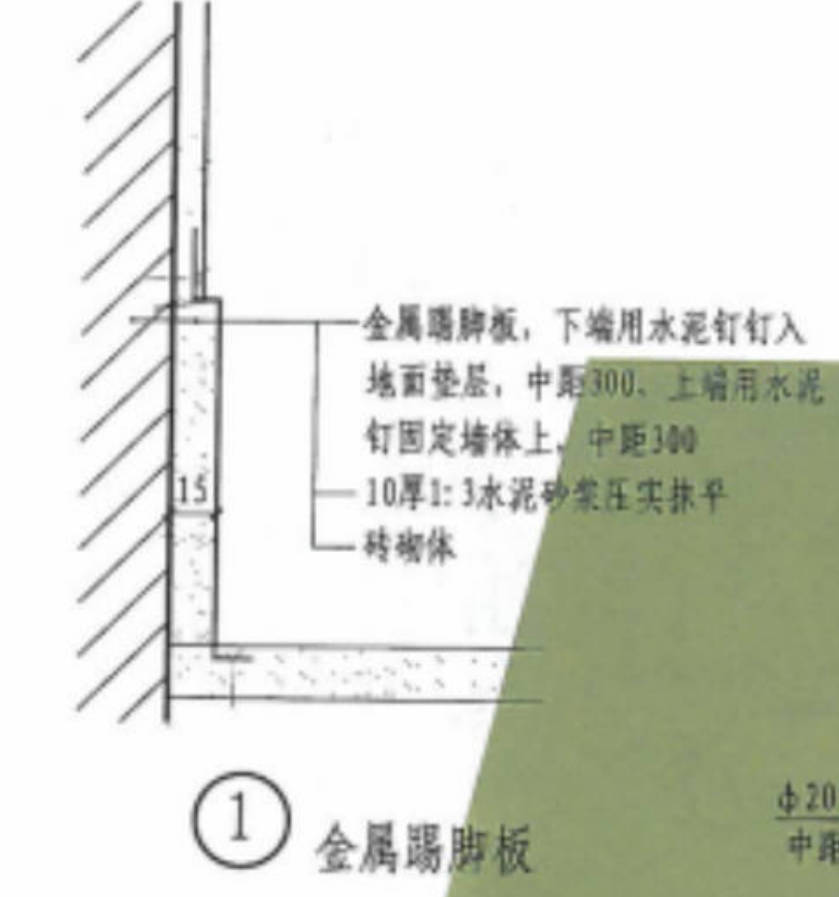 金属踢脚板，下端用水泥钉钉入
地面垫层，中距300、上端用水泥
钉固定墙体上，中距300
15
10厚1:3水泥砂浆压实抹平
砖砌体
1
金属踢脚板
ф20
中距